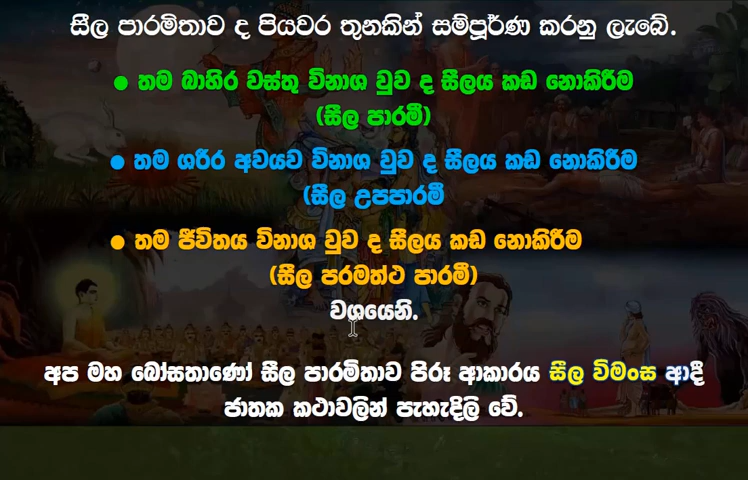 සීල පාරමිතාව ද පියවර තුනකින් සම්පූර්ණ කරනු ලැබේ.
● තම බාහිර වස්තු විනාශ වුව ද සීලය කඩ නොකිරීම
(සීල පාරමී)
● තම ශරීර අවයව විනාශ වුව ද සීලය කඩ නොකිරීම
(සීල උපපාරමී
● තම ජීවිතය විනාශ වුව ද සීලය කඩ නොකිරීම
(සීල පරමත්ථ පාරමී)
වශයෙනි.
අප මහ බෝසතාණෝ සීල පාරමිතාව පිරූ ආකාරය සීල විමංස ආදී
ජාතක කථාවලින් පැහැදිලි වේ.